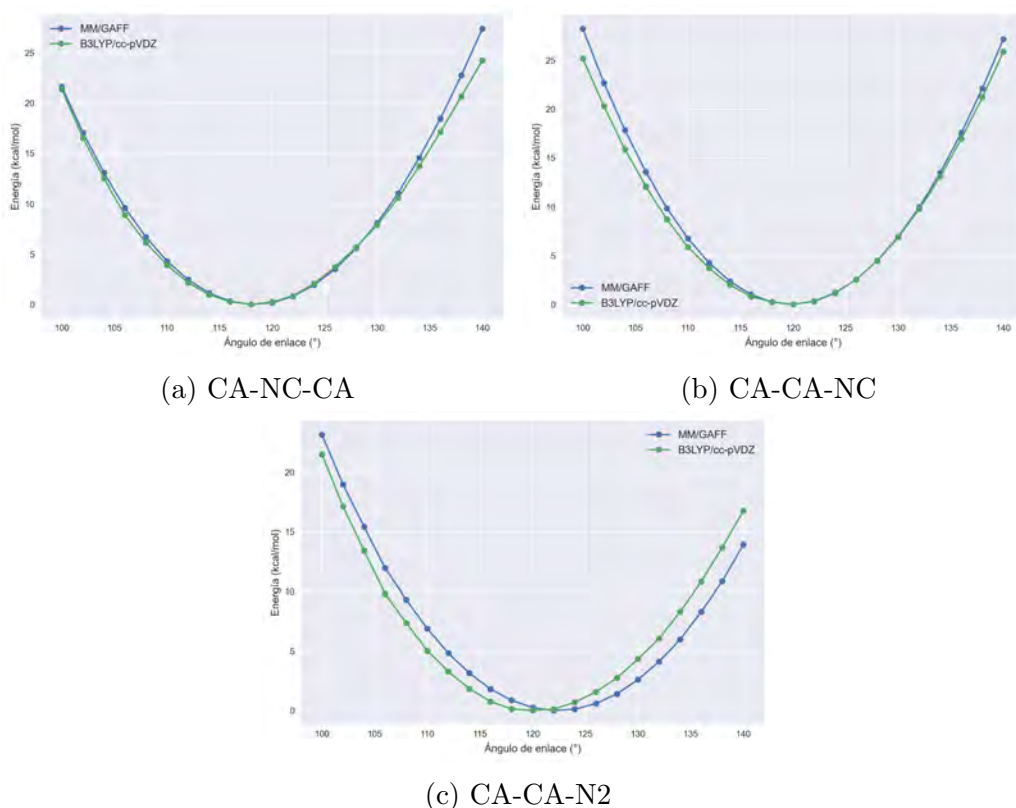 MM/GAFF
B3LYP/cc-pVDZ
25
20
15
10
5
0
Energía (kcal/mol)
100 105 110 115 120 125 130 135 140
Ángulo de enlace (°)
(a) CA-NC-CA
25
20
15
10
5
0
Energía (kcal/mol)
MM/GAFF
B3LYP/cc-pVDZ
100 105 110 115 120 125 130 135 140
Ángulo de enlace (°)
(b) CA-CA-NC
MM/GAFF
B3LYP/cc-pVDZ
20
15
10
5
0
Energía (kcal/mol)
100 105 110 115 120 125 130 135 140
Ángulo de enlace (°)
(c) CA-CA-N2